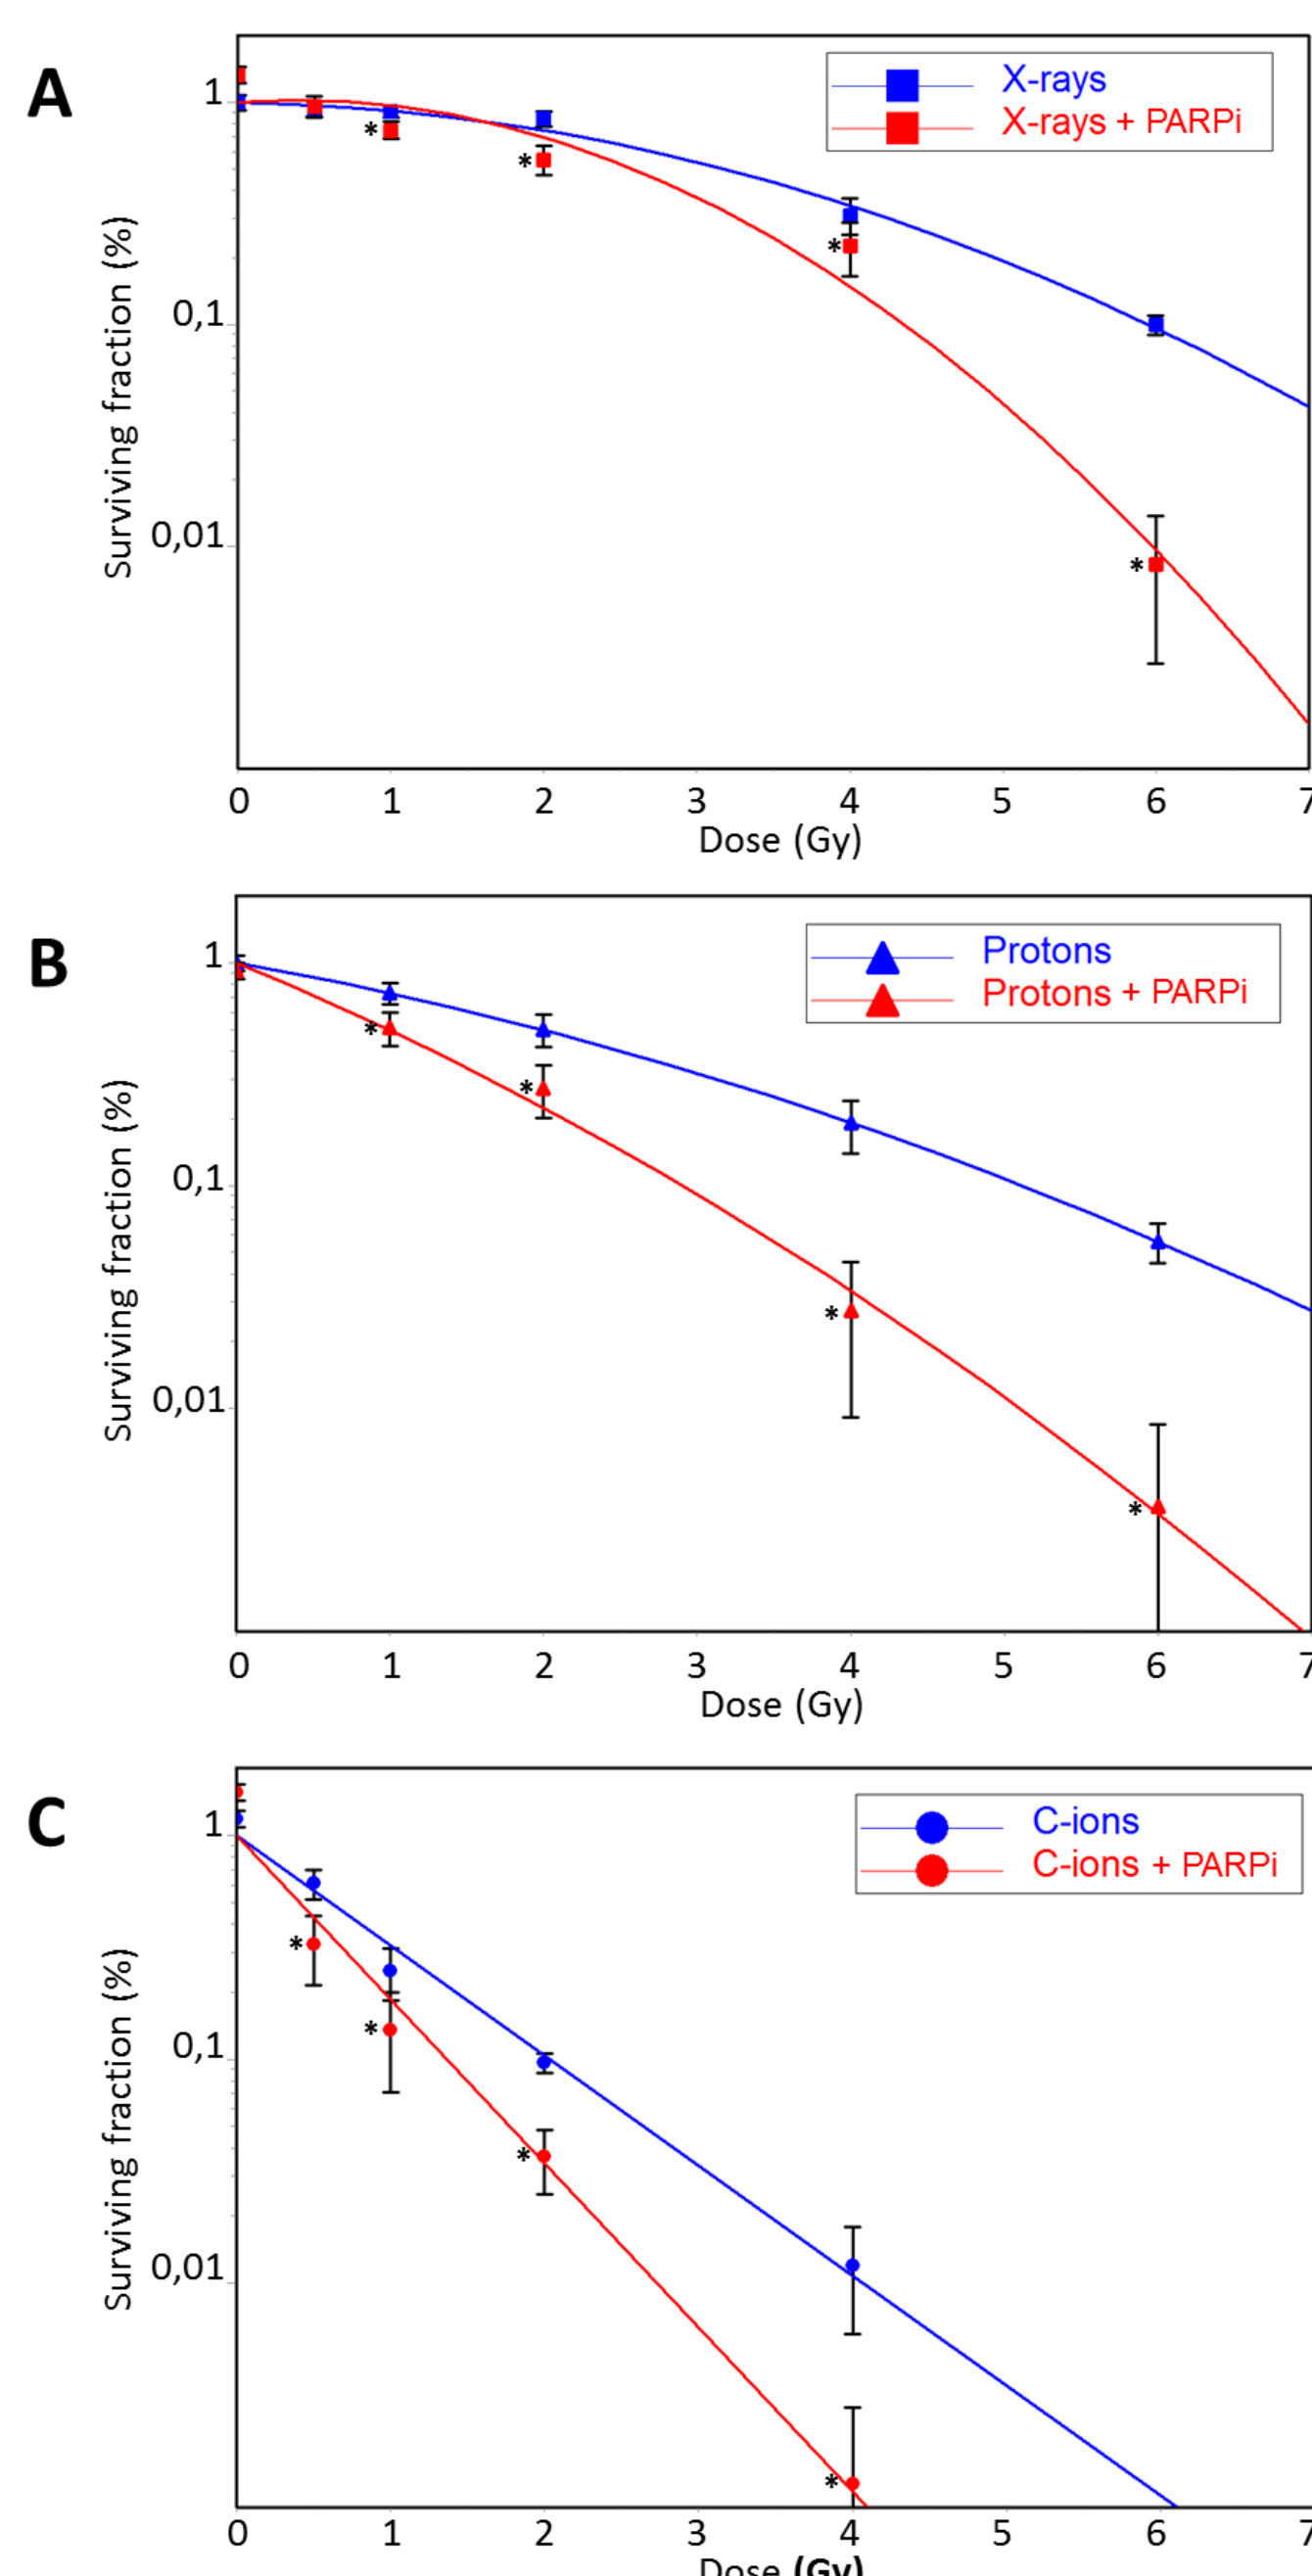 A
X-rays
X-rays + PARPi
1
0,1
0,01
Surviving fraction (%)
*
*
*
*
0 1 2 3 4 5 6 7
Dose (Gy)
B
Protons
Protons + PARPi
1
0,1
0,01
Surviving fraction (%)
*
*
*
*
0 1 2 3 4 5 6 7
Dose (Gy)
C
C-ions
C-ions + PARPi
1
0,1
0,01
Surviving fraction (%)
*
*
*
*
0 1 2 3 4 5 6 7
Dose (Gy)